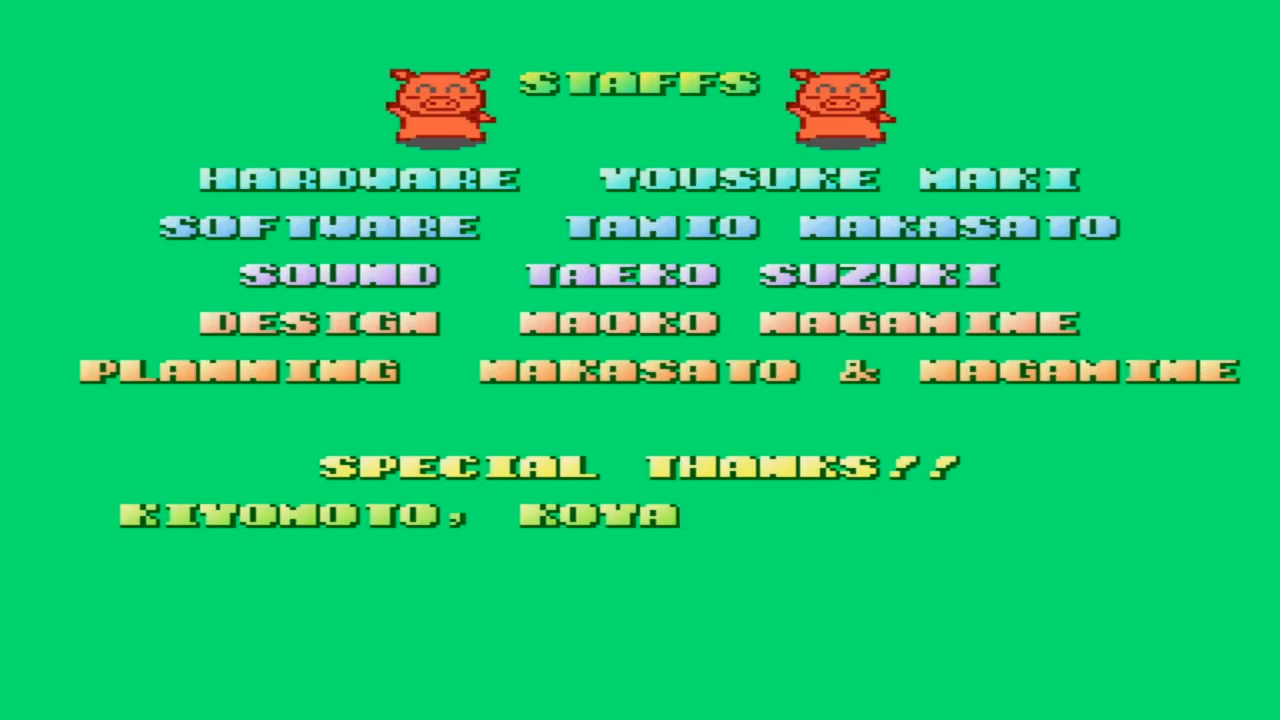 STAFFS
HARDWARE YOUSUKE MAKI
SOFTWARE TAMIO NAKASATO
SOUND TAEKO SUZUKI
DESIGN NAOKO NAGAMINE
PLANNING NAKASATO & NAGAMINE
SPECIAL THANKS!!
KIYOMOTO, KOYA